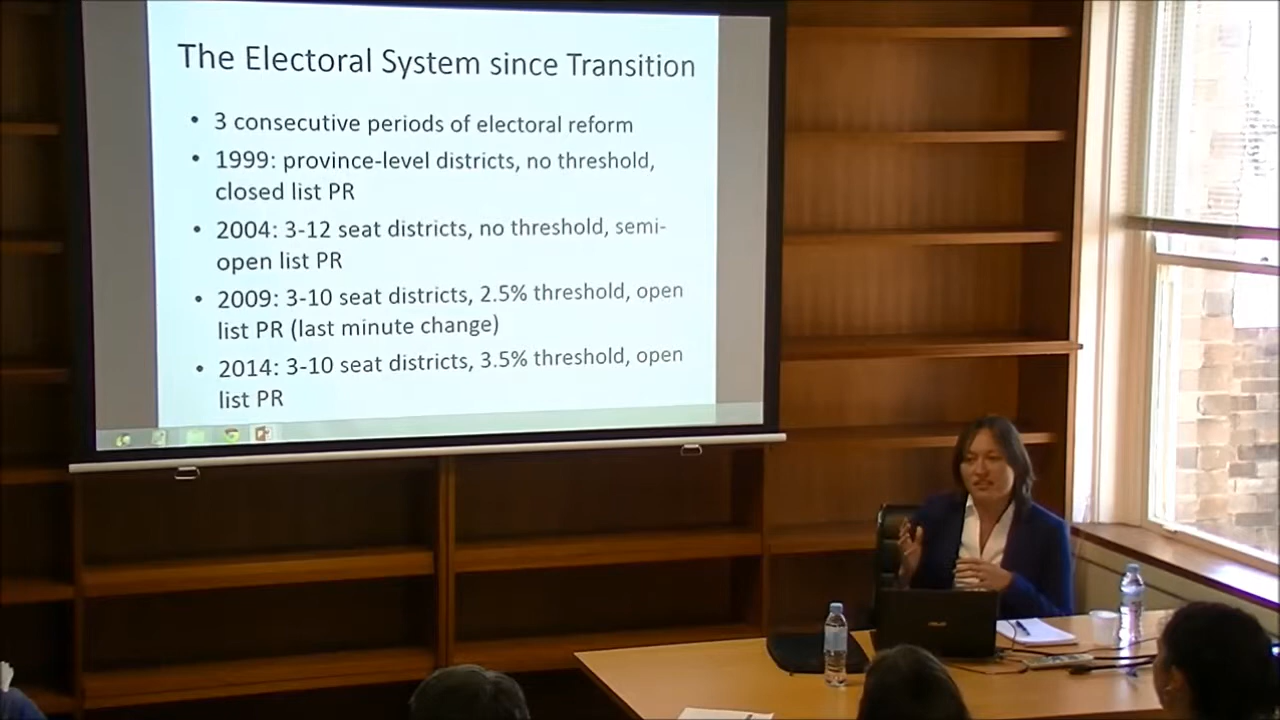 The Electoral System since Transition
• 3 consecutive periods of electoral reform
• 1999: province-level districts, no threshold,
closed list PR
• 2004: 3-12 seat districts, no threshold, semi-
open list PR
• 2009: 3-10 seat districts, 2.5% threshold, open
list PR (last minute change)
• 2014: 3-10 seat districts, 3.5% threshold, open
list PR
ASUS